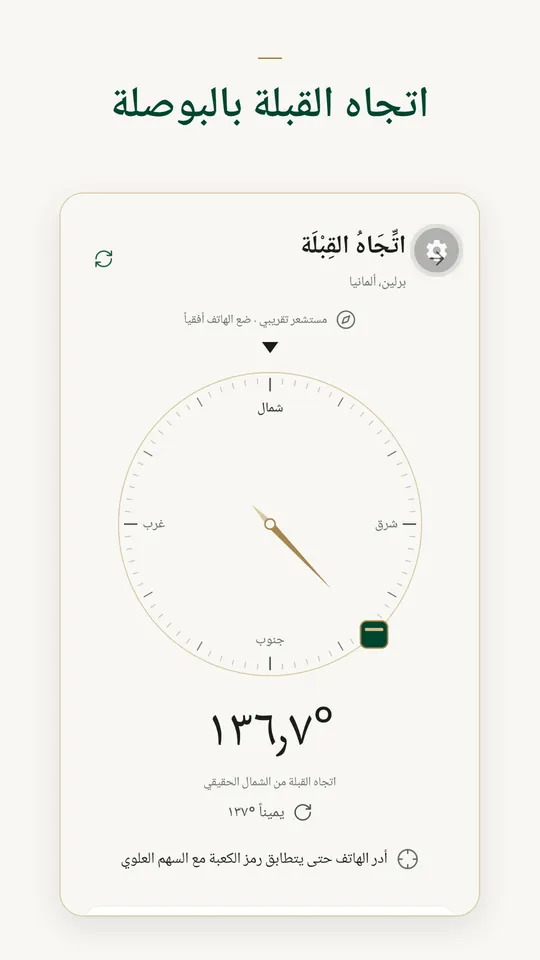 اتجاه القبلة بالبوصلة
اتِّجَاهُ القِبْلَة
برلين، ألمانيا
مستشعر تقريبي · ضع الهاتف أفقياً
شمال
شرق
غرب
جنوب
١٣٦٫٧°
اتجاه القبلة من الشمال الحقيقي
يميناً ١٣٧°
أدر الهاتف حتى يتطابق رمز الكعبة مع السهم العلوي